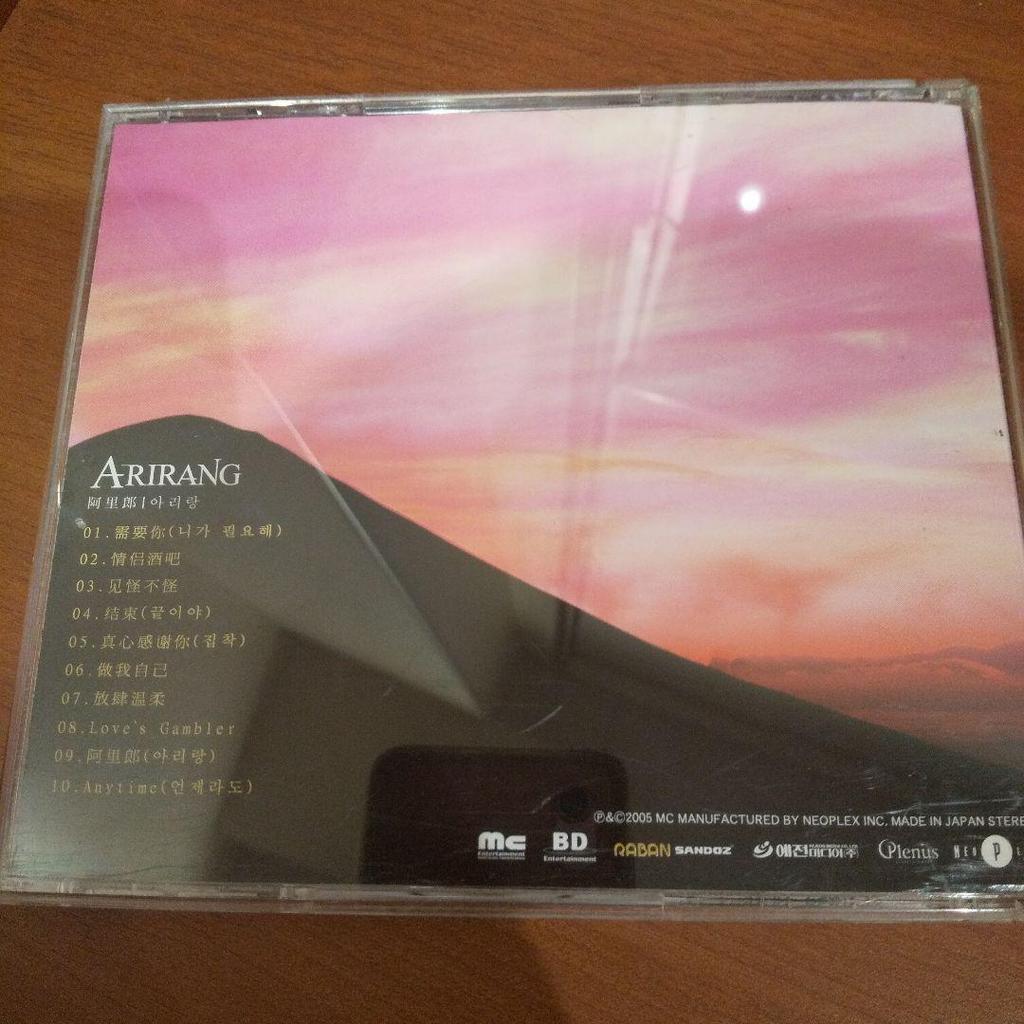 ARIRANG
阿里郎|아리랑
01.需要你(니가 필요해)
02.情侣酒吧
03.见怪不怪
04.结束(끝이야)
05.真心感谢你(집착)
06.做我自己
07.放肆温柔
08.Love's Gambler
09.阿里郎(아리랑)
10.Anytime(언제라도)
℗&©2005 MC MANUFACTURED BY NEOPLEX INC. MADE IN JAPAN STERE
mc Entertainment BD Entertainment RABAN SANDOZ 예전미디어(주) Plenus NEO P E